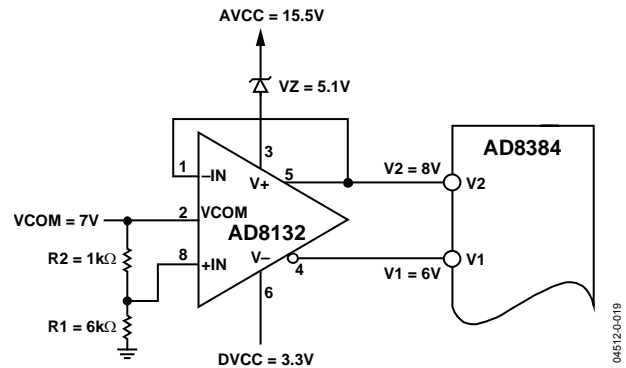 AVCC = 15.5V
VZ = 5.1V
3
1
–IN
V+
5
AD8384
V2 = 8V
V2
VCOM = 7V
2
VCOM
AD8132
R2 = 1kΩ
8
+IN
V–
4
V1 = 6V
V1
6
R1 = 6kΩ
DVCC = 3.3V
04512-0-019